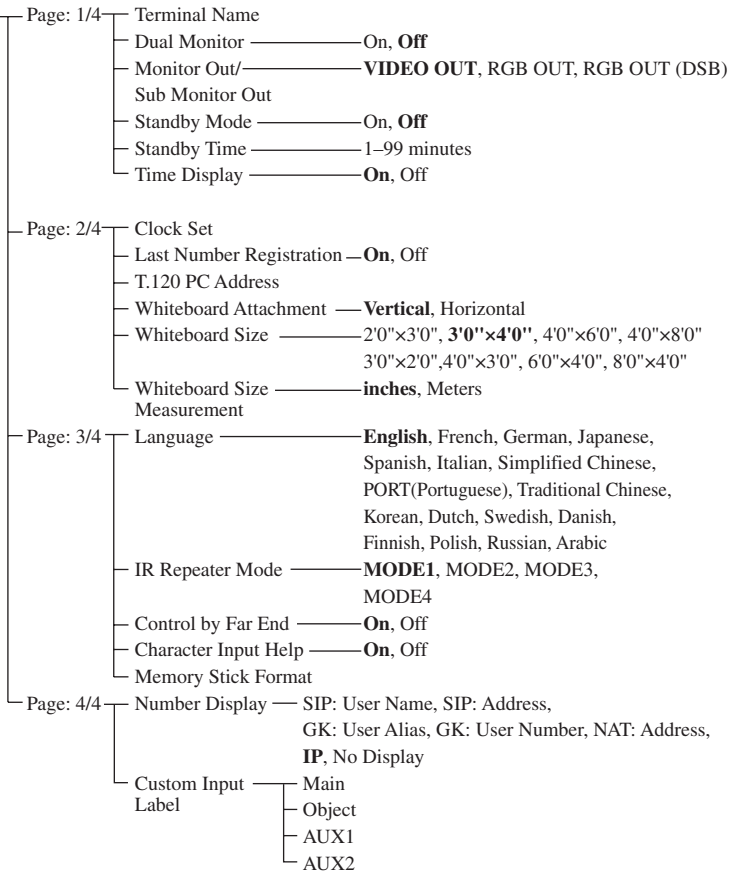 Page: 1/4 Terminal Name
Dual Monitor On, Off
Monitor Out/ VIDEO OUT, RGB OUT, RGB OUT (DSB)
Sub Monitor Out
Standby Mode On, Off
Standby Time 1–99 minutes
Time Display On, Off
Page: 2/4 Clock Set
Last Number Registration On, Off
T.120 PC Address
Whiteboard Attachment Vertical, Horizontal
Whiteboard Size 2'0"×3'0", 3'0"×4'0", 4'0"×6'0", 4'0"×8'0"
3'0"×2'0",4'0"×3'0", 6'0"×4'0", 8'0"×4'0"
Whiteboard Size inches, Meters
Measurement
Page: 3/4 Language English, French, German, Japanese,
Spanish, Italian, Simplified Chinese,
PORT(Portuguese), Traditional Chinese,
Korean, Dutch, Swedish, Danish,
Finnish, Polish, Russian, Arabic
IR Repeater Mode MODE1, MODE2, MODE3,
MODE4
Control by Far End On, Off
Character Input Help On, Off
Memory Stick Format
Page: 4/4 Number Display SIP: User Name, SIP: Address,
GK: User Alias, GK: User Number, NAT: Address,
IP, No Display
Custom Input Main
Label
Object
AUX1
AUX2